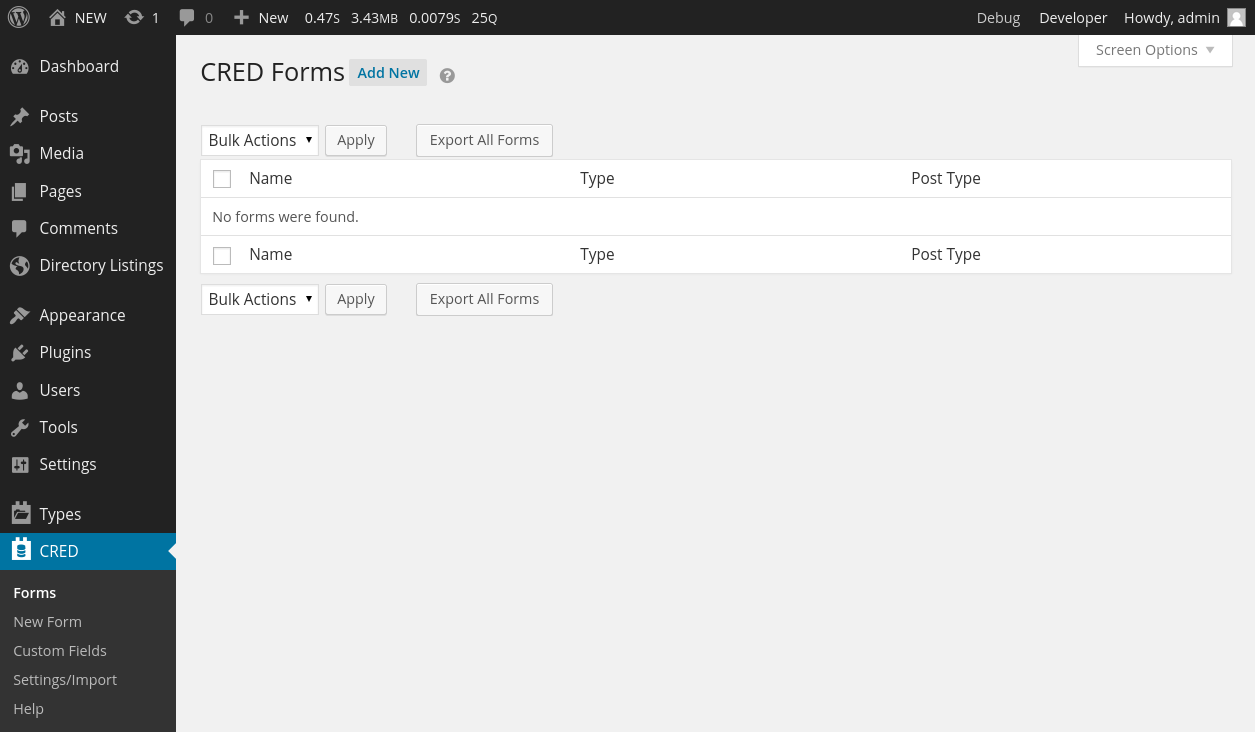 NEW 1 0 New 0.47S 3.43MB 0.0079S 25Q Debug Developer Howdy, admin
Screen Options
Dashboard
Posts
Media
Pages
Comments
Directory Listings
Appearance
Plugins
Users
Tools
Settings
Types
CRED
Forms
New Form
Custom Fields
Settings/Import
Help
CRED Forms Add New ?
Bulk Actions Apply Export All Forms
Name Type Post Type
No forms were found.
Name Type Post Type
Bulk Actions Apply Export All Forms